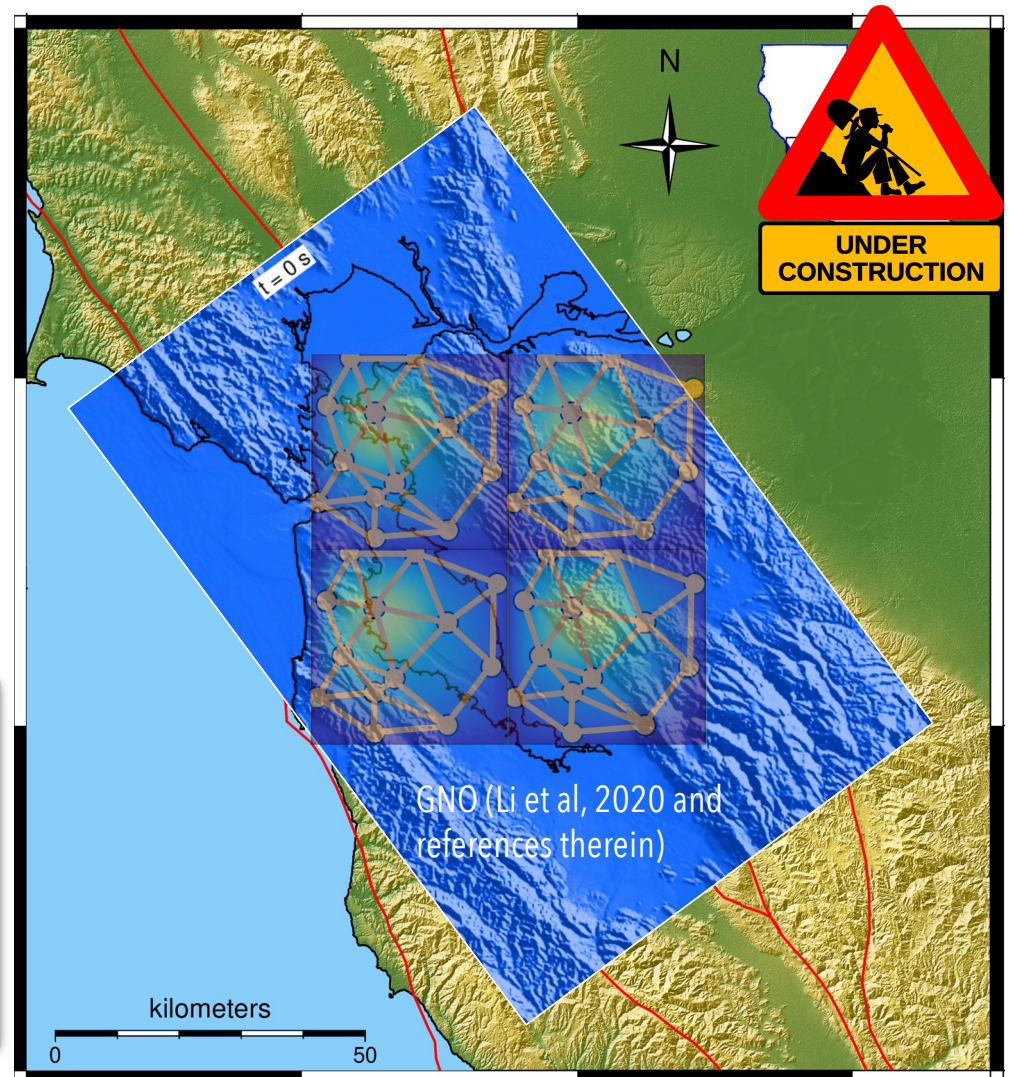 N
UNDER
CONSTRUCTION
t = 0 s
GNO (Li et al, 2020 and
references therein)
kilometers
0 50